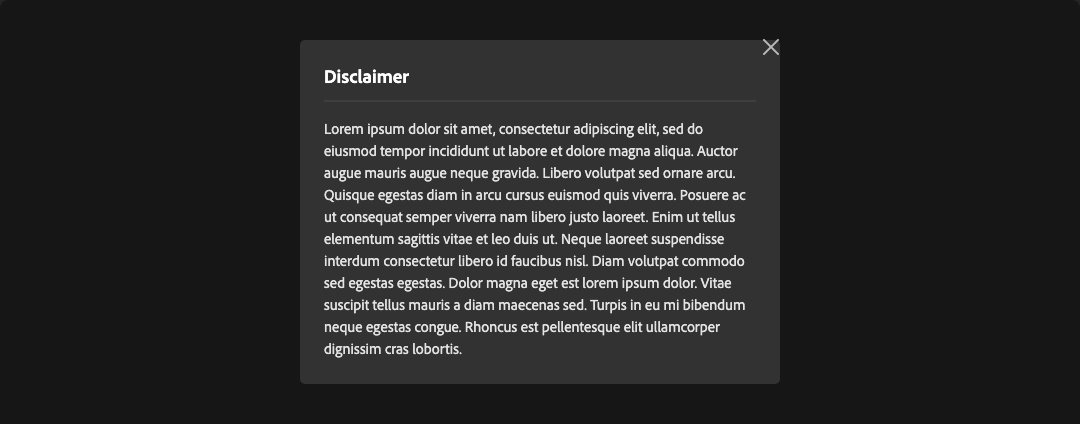 Disclaimer
Lorem ipsum dolor sit amet, consectetur adipiscing elit, sed do
eiusmod tempor incididunt ut labore et dolore magna aliqua. Auctor
augue mauris augue neque gravida. Libero volutpat sed ornare arcu.
Quisque egestas diam in arcu cursus euismod quis viverra. Posuere ac
ut consequat semper viverra nam libero justo laoreet. Enim ut tellus
elementum sagittis vitae et leo duis ut. Neque laoreet suspendisse
interdum consectetur libero id faucibus nisl. Diam volutpat commodo
sed egestas egestas. Dolor magna eget est lorem ipsum dolor. Vitae
suscipit tellus mauris a diam maecenas sed. Turpis in eu mi bibendum
neque egestas congue. Rhoncus est pellentesque elit ullamcorper
dignissim cras lobortis.